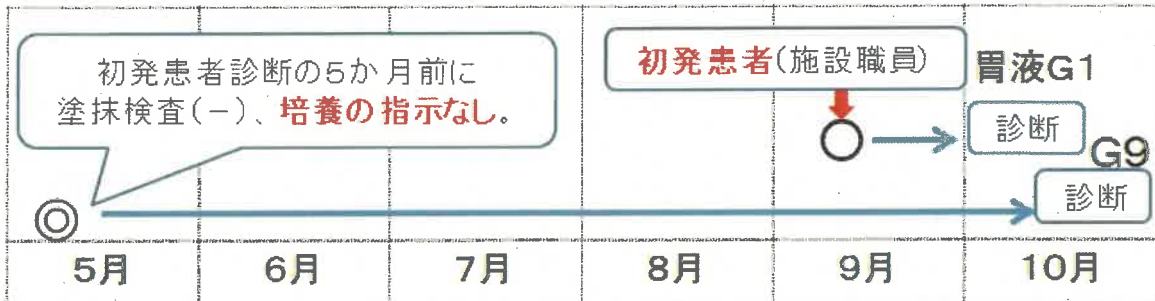 初発患者診断の5か月前に
塗抹検査(-)、培養の指示なし。
初発患者(施設職員)
胃液G1
診断
G9
診断
5月
6月
7月
8月
9月
10月